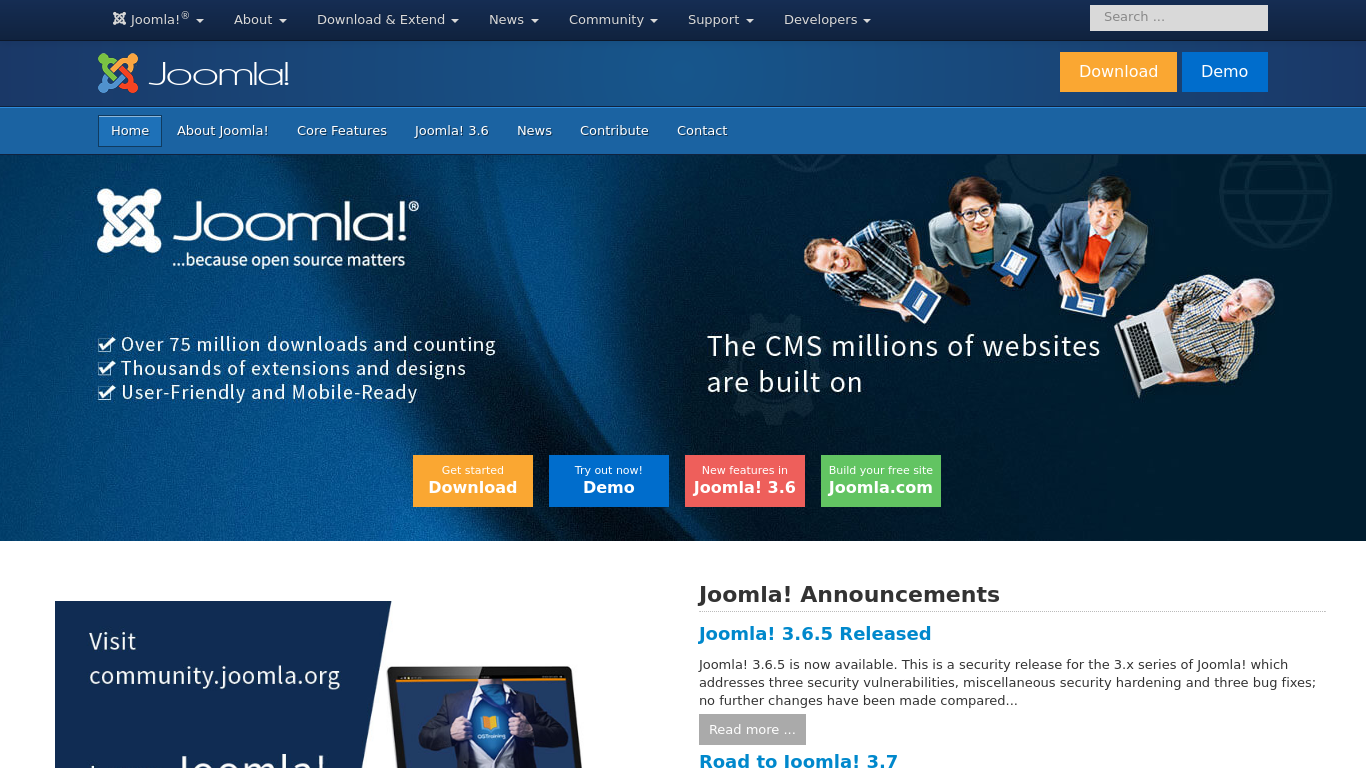 Joomla!® About Download & Extend News Community Support Developers Search ...
Joomla! Download Demo
Home About Joomla! Core Features Joomla! 3.6 News Contribute Contact
Joomla!®
...because open source matters
Over 75 million downloads and counting
Thousands of extensions and designs
User-Friendly and Mobile-Ready
The CMS millions of websites
are built on
Get started
Download
Try out now!
Demo
New features in
Joomla! 3.6
Build your free site
Joomla.com
Visit
community.joomla.org
Joomla!
OSTraining
Joomla! Announcements
Joomla! 3.6.5 Released
Joomla! 3.6.5 is now available. This is a security release for the 3.x series of Joomla! which
addresses three security vulnerabilities, miscellaneous security hardening and three bug fixes;
no further changes have been made compared...
Read more ...
Road to Joomla! 3.7